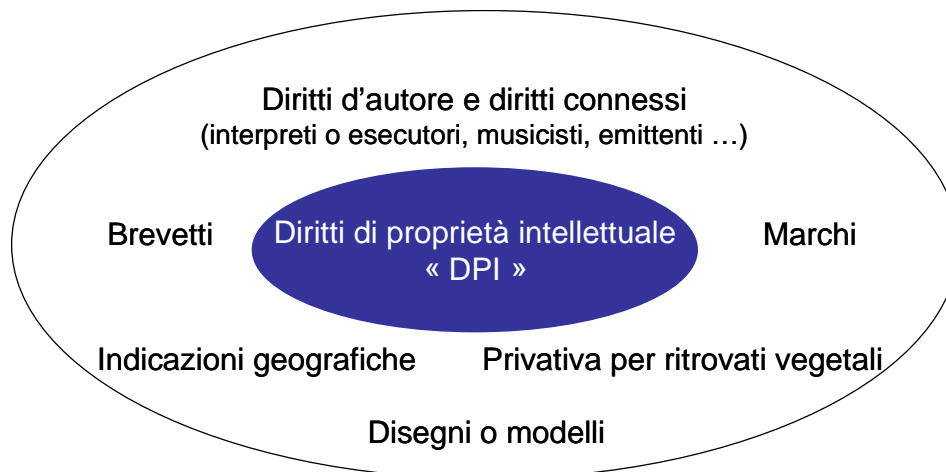 Diritti d'autore e diritti connessi
(interpreti o esecutori, musicisti, emittenti …)
Brevetti
Diritti di proprietà intellettuale
« DPI »
Marchi
Indicazioni geografiche
Privativa per ritrovati vegetali
Disegni o modelli